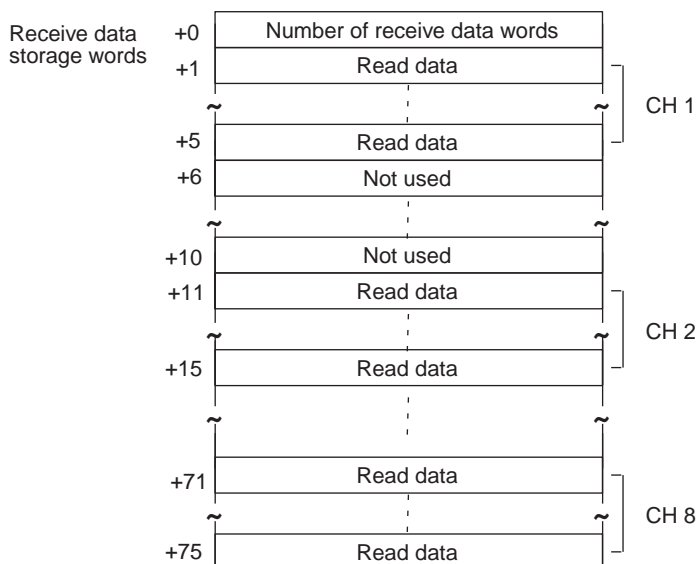 Receive data
storage words
+0 Number of receive data words
+1 Read data
CH 1
+5 Read data
+6 Not used
+10 Not used
+11 Read data
CH 2
+15 Read data
+71 Read data
CH 8
+75 Read data